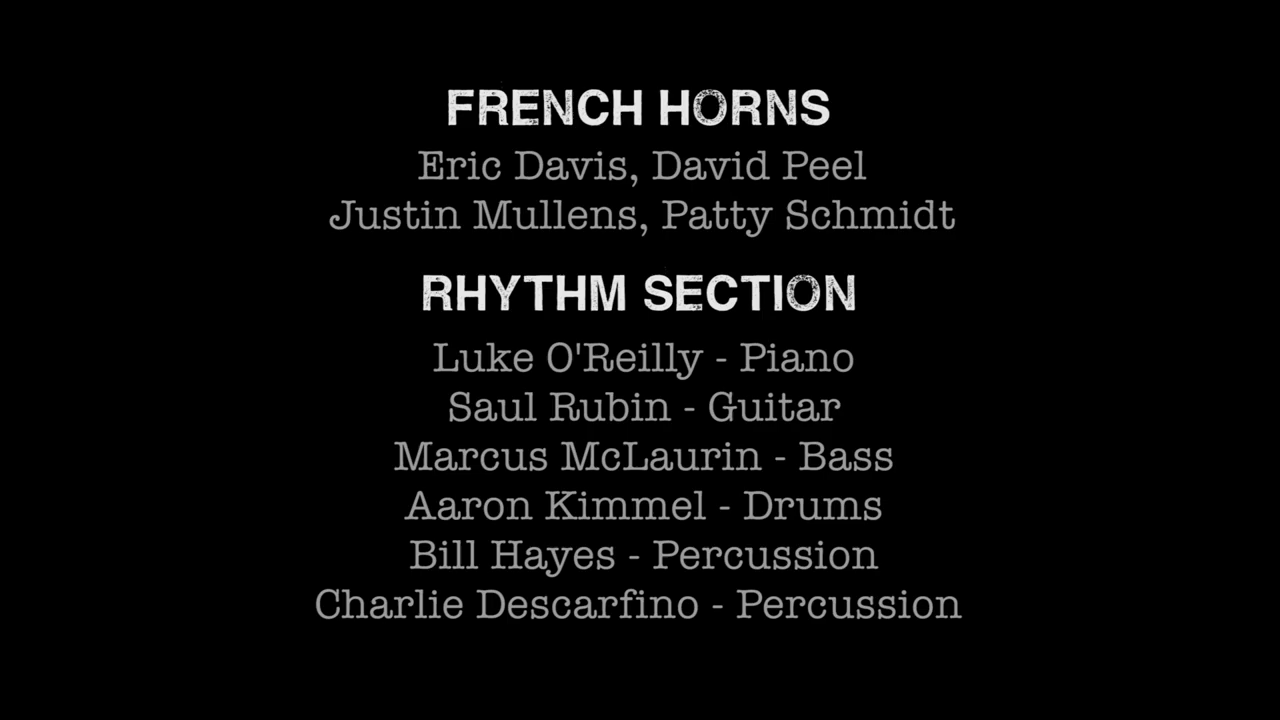 FRENCH HORNS
Eric Davis, David Peel
Justin Mullens, Patty Schmidt
RHYTHM SECTION
Luke O'Reilly - Piano
Saul Rubin - Guitar
Marcus McLaurin - Bass
Aaron Kimmel - Drums
Bill Hayes - Percussion
Charlie Descarfino - Percussion